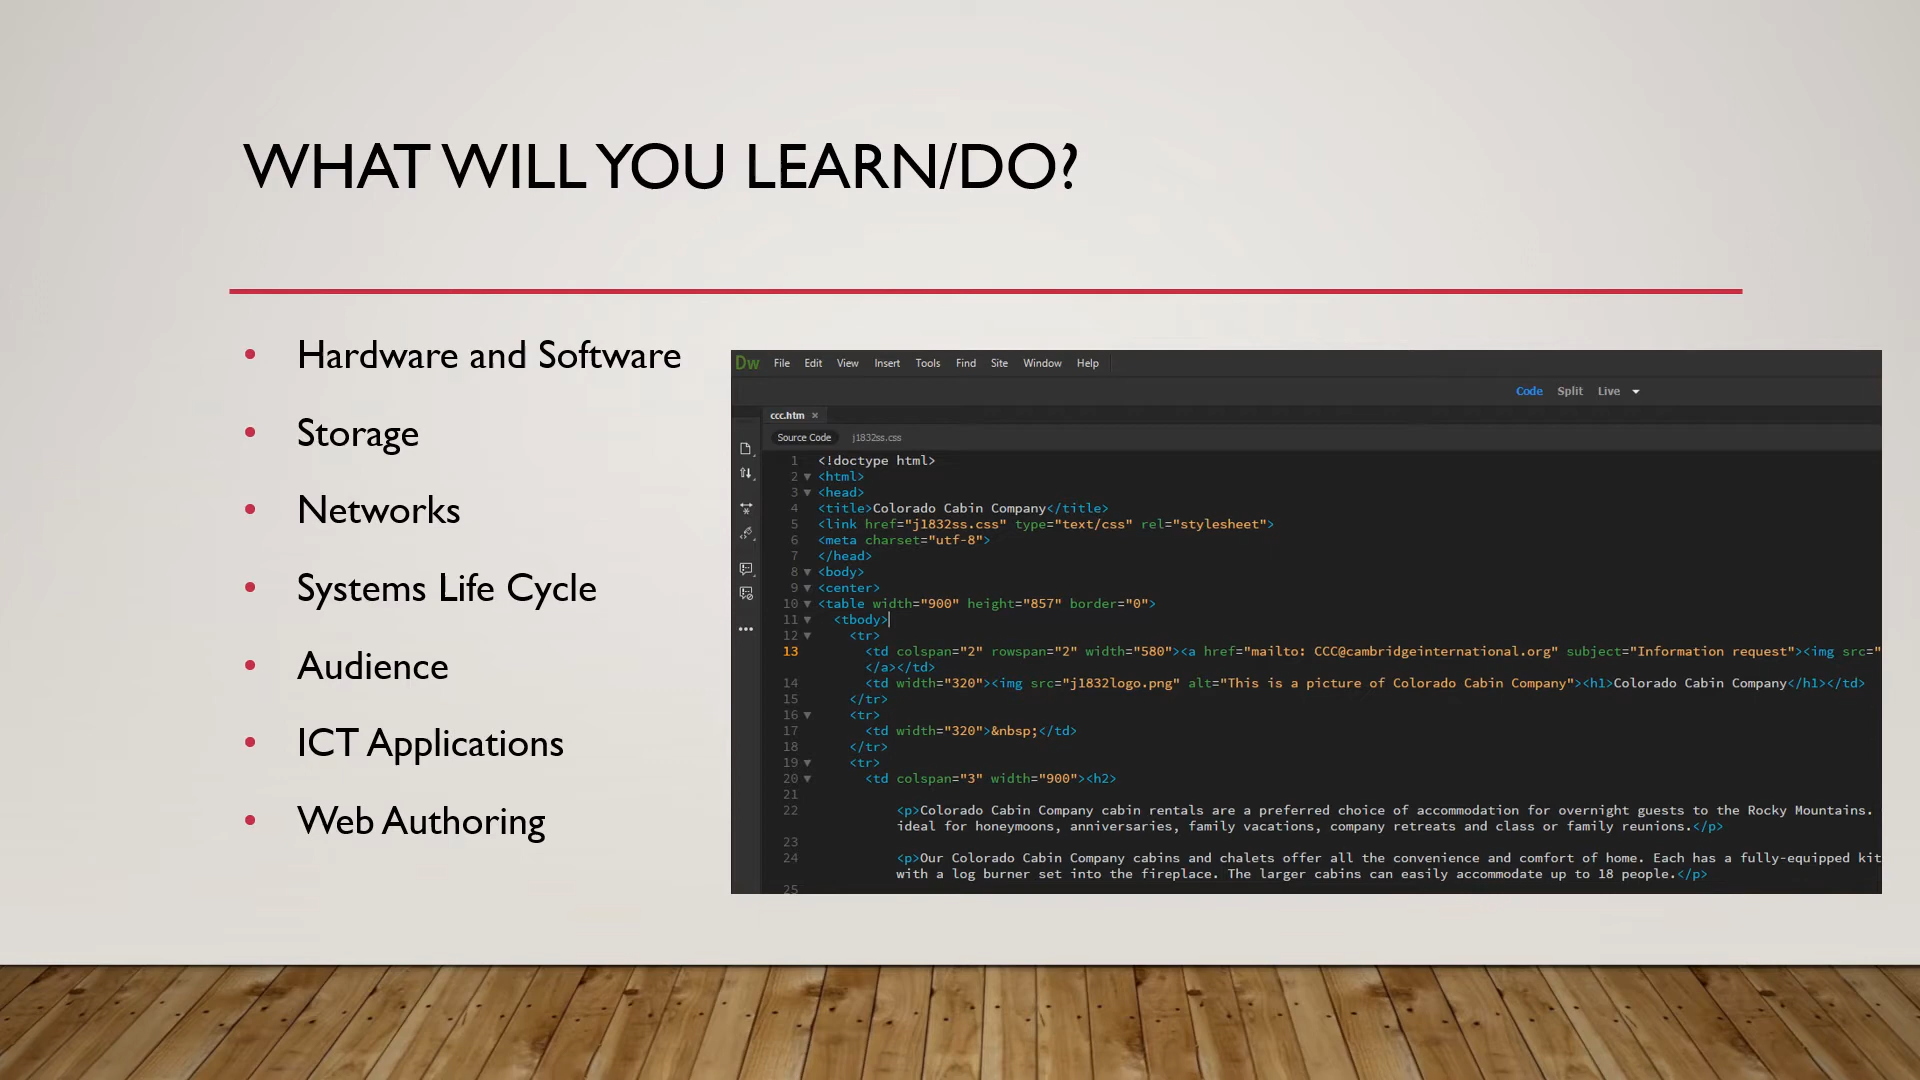 WHAT WILL YOU LEARN/DO?
• Hardware and Software
• Storage
• Networks
• Systems Life Cycle
• Audience
• ICT Applications
• Web Authoring
Dw File Edit View Insert Tools Find Site Window Help
Code Split Live
ccc.htm ×
Source Code j1832ss.css
1 <!doctype html>
2 <html>
3 <head>
4 <title>Colorado Cabin Company</title>
5 <link href="j1832ss.css" type="text/css" rel="stylesheet">
6 <meta charset="utf-8">
7 </head>
8 <body>
9 <center>
10 <table width="900" height="857" border="0">
11 <tbody>
12 <tr>
13 <td colspan="2" rowspan="2" width="580"><a href="mailto: CCC@cambridgeinternational.org" subject="Information request"><img src="
</a></td>
14 <td width="320"><img src="j1832logo.png" alt="This is a picture of Colorado Cabin Company"><h1>Colorado Cabin Company</h1></td>
15 </tr>
16 <tr>
17 <td width="320">&nbsp;</td>
18 </tr>
19 <tr>
20 <td colspan="3" width="900"><h2>
21
22 <p>Colorado Cabin Company cabin rentals are a preferred choice of accommodation for overnight guests to the Rocky Mountains.
ideal for honeymoons, anniversaries, family vacations, company retreats and class or family reunions.</p>
23
24 <p>Our Colorado Cabin Company cabins and chalets offer all the convenience and comfort of home. Each has a fully-equipped kit
with a log burner set into the fireplace. The larger cabins can easily accommodate up to 18 people.</p>
25